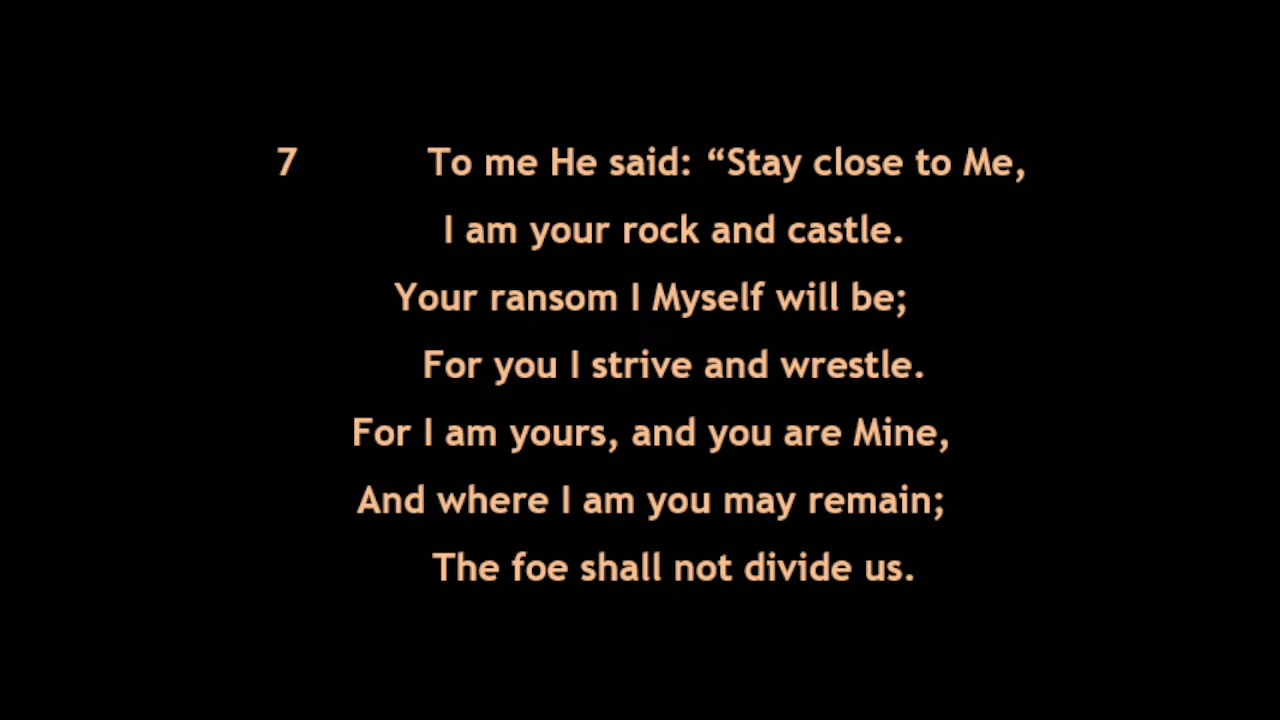 7 To me He said: “Stay close to Me,
I am your rock and castle.
Your ransom I Myself will be;
For you I strive and wrestle.
For I am yours, and you are Mine,
And where I am you may remain;
The foe shall not divide us.